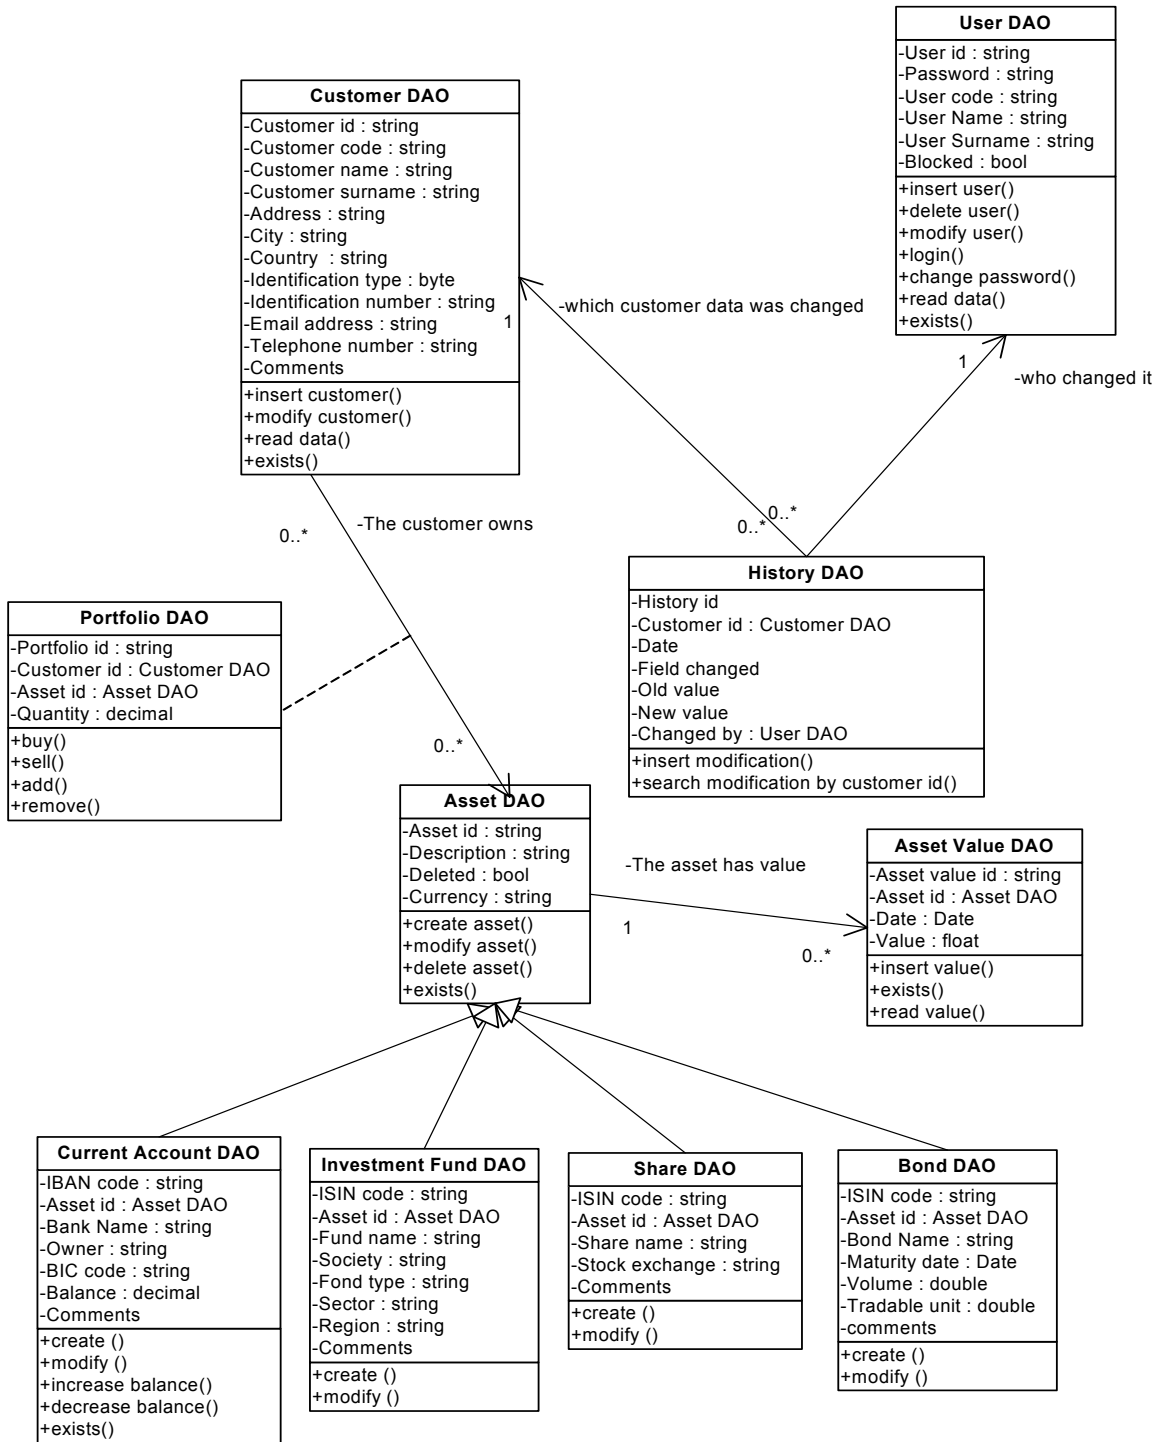 User DAO
-User id : string
-Password : string
-User code : string
-User Name : string
-User Surname : string
-Blocked : bool
+insert user()
+delete user()
+modify user()
+login()
+change password()
+read data()
+exists()
Customer DAO
-Customer id : string
-Customer code : string
-Customer name : string
-Customer surname : string
-Address : string
-City : string
-Country  : string
-Identification type : byte
-Identification number : string
-Email address : string
-Telephone number : string
-Comments
+insert customer()
+modify customer()
+read data()
+exists()
1
-which customer data was changed
1
-who changed it
0..*
-The customer owns
0..*
0..*
0..*
History DAO
-History id
-Customer id : Customer DAO
-Date
-Field changed
-Old value
-New value
-Changed by : User DAO
+insert modification()
+search modification by customer id()
Portfolio DAO
-Portfolio id : string
-Customer id : Customer DAO
-Asset id : Asset DAO
-Quantity : decimal
+buy()
+sell()
+add()
+remove()
Asset DAO
-Asset id : string
-Description : string
-Deleted : bool
-Currency : string
+create asset()
+modify asset()
+delete asset()
+exists()
-The asset has value
1
0..*
Asset Value DAO
-Asset value id : string
-Asset id : Asset DAO
-Date : Date
-Value : float
+insert value()
+exists()
+read value()
Current Account DAO
-IBAN code : string
-Asset id : Asset DAO
-Bank Name : string
-Owner : string
-BIC code : string
-Balance : decimal
-Comments
+create ()
+modify ()
+increase balance()
+decrease balance()
+exists()
Investment Fund DAO
-ISIN code : string
-Asset id : Asset DAO
-Fund name : string
-Society : string
-Fond type : string
-Sector : string
-Region : string
-Comments
+create ()
+modify ()
Share DAO
-ISIN code : string
-Asset id : Asset DAO
-Share name : string
-Stock exchange : string
-Comments
+create ()
+modify ()
Bond DAO
-ISIN code : string
-Asset id : Asset DAO
-Bond Name : string
-Maturity date : Date
-Volume : double
-Tradable unit : double
-comments
+create ()
+modify ()